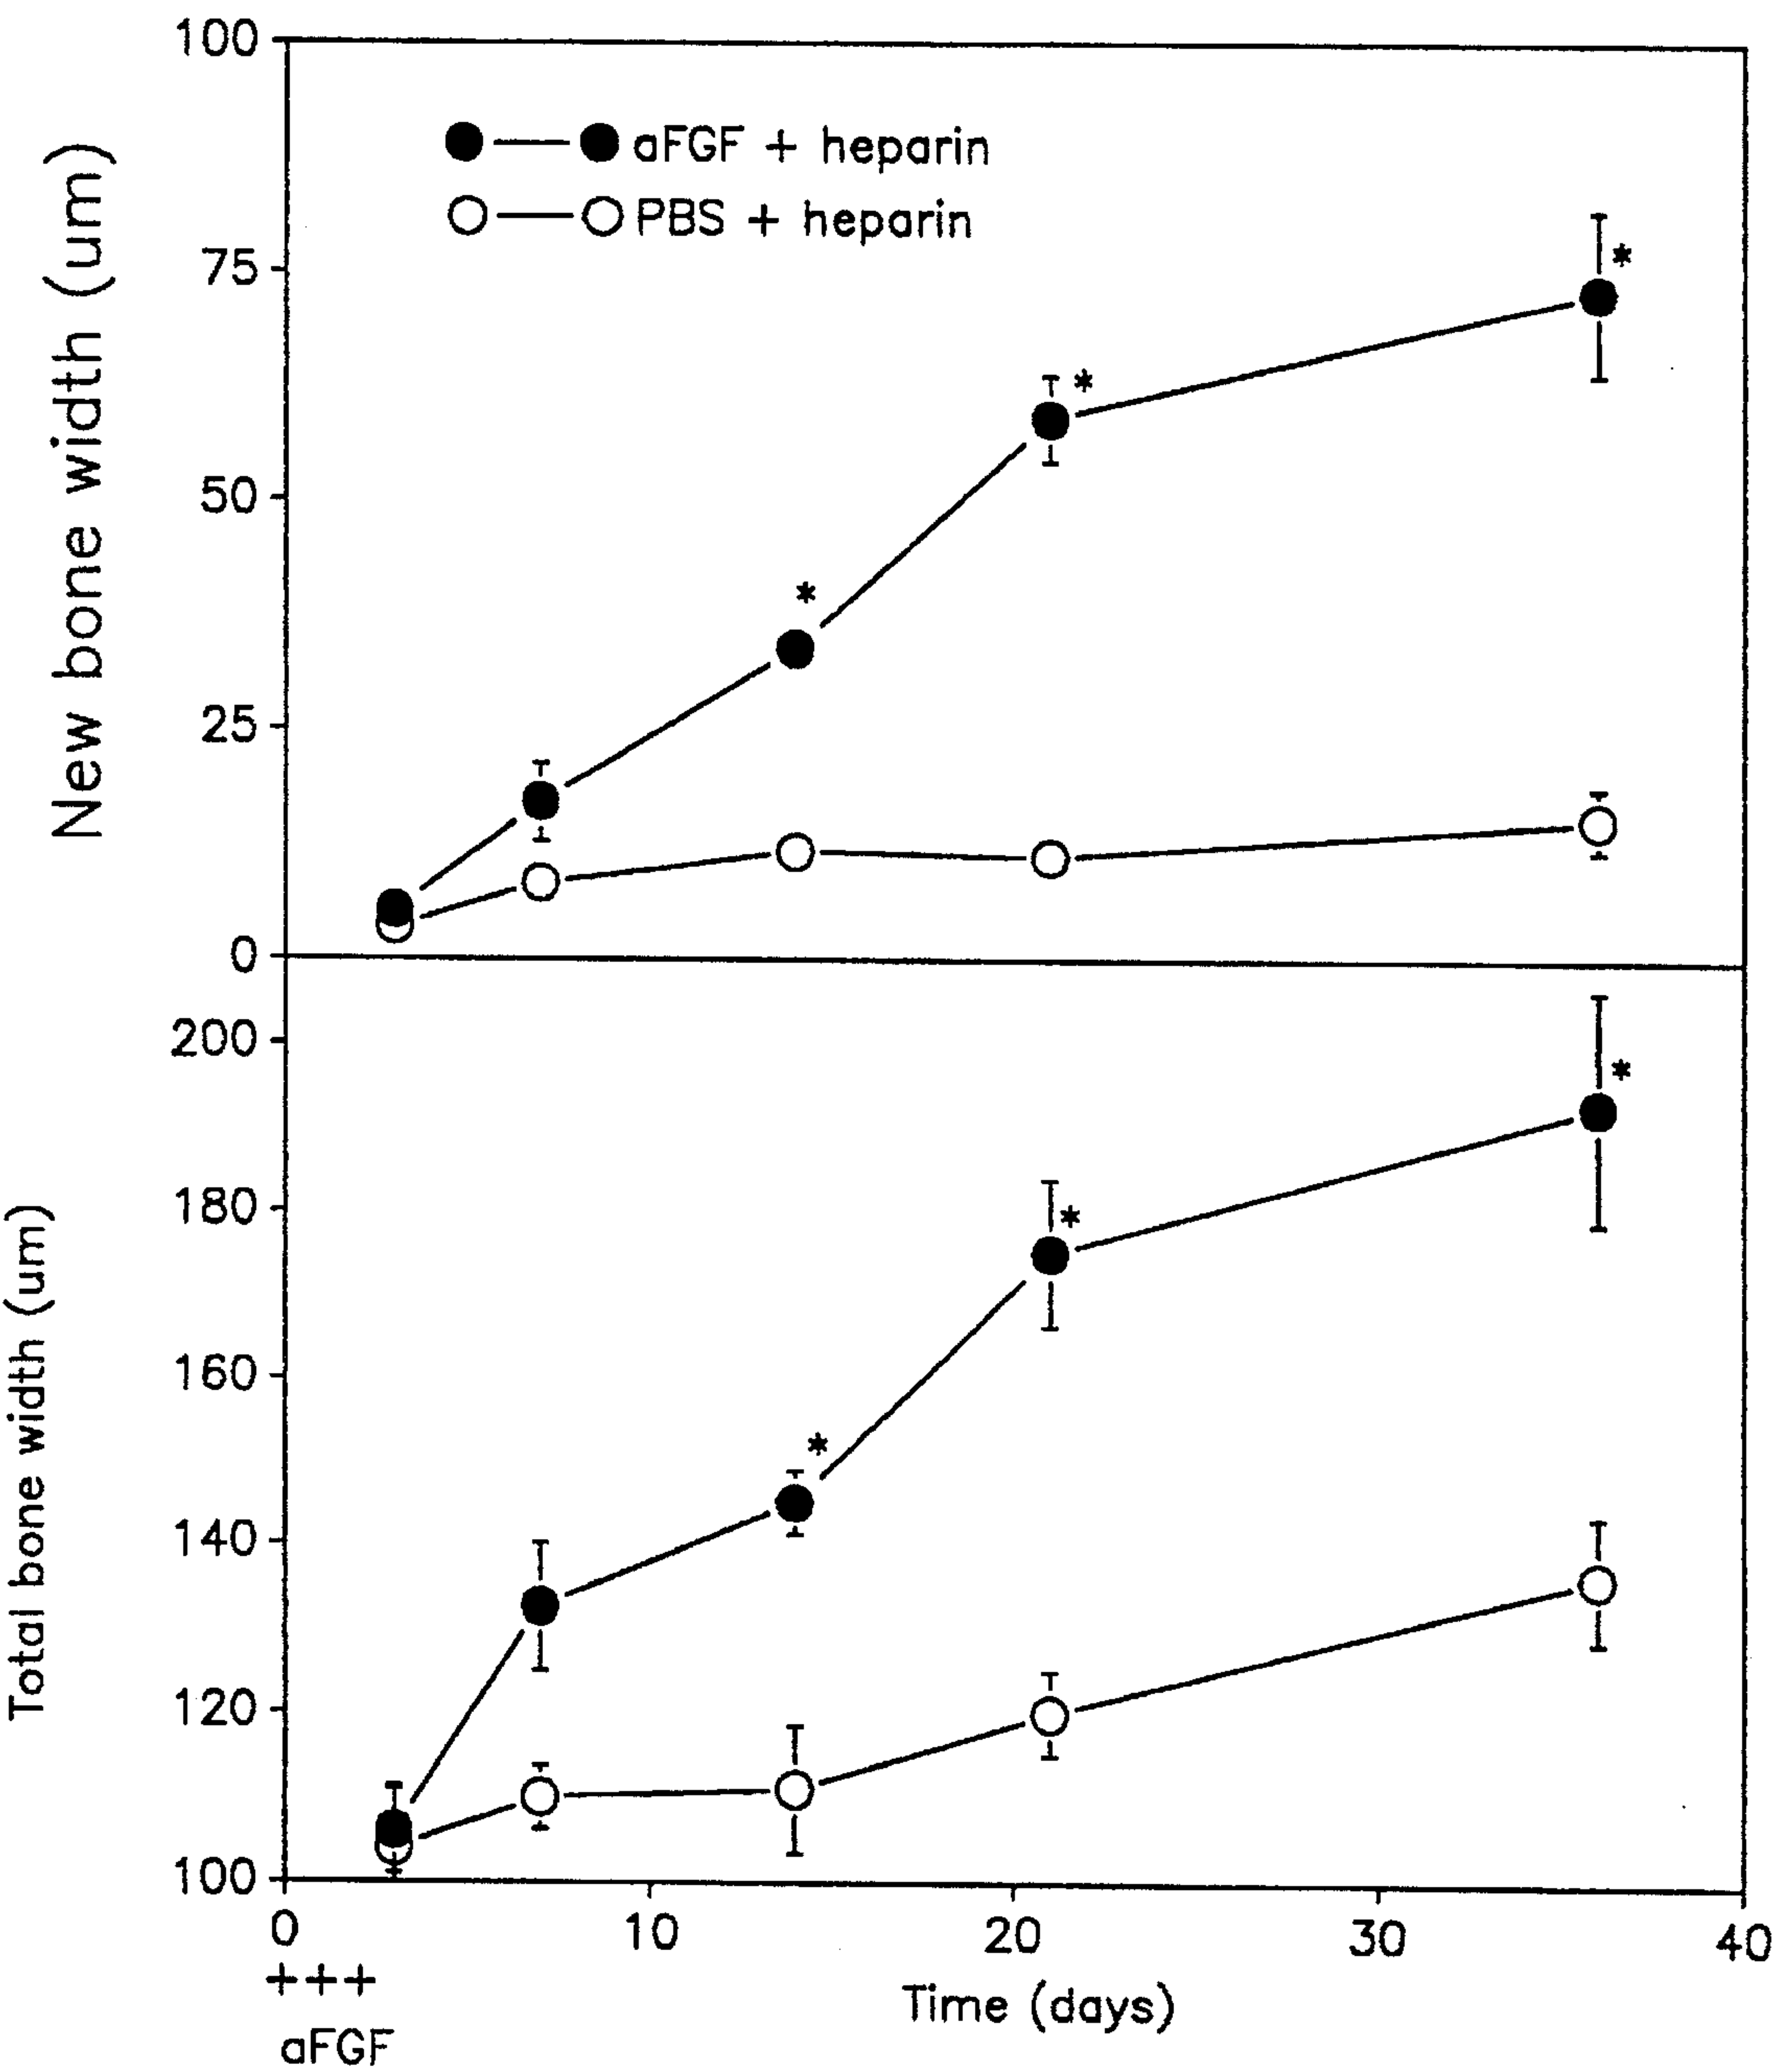 100
aFGF + heparin
PBS + heparin
75
*
*
50
*
25
0
New bone width (um)
200
*
180
*
160
*
140
120
100
Total bone width (um)
0 10 20 30 40
+++
aFGF
Time (days)